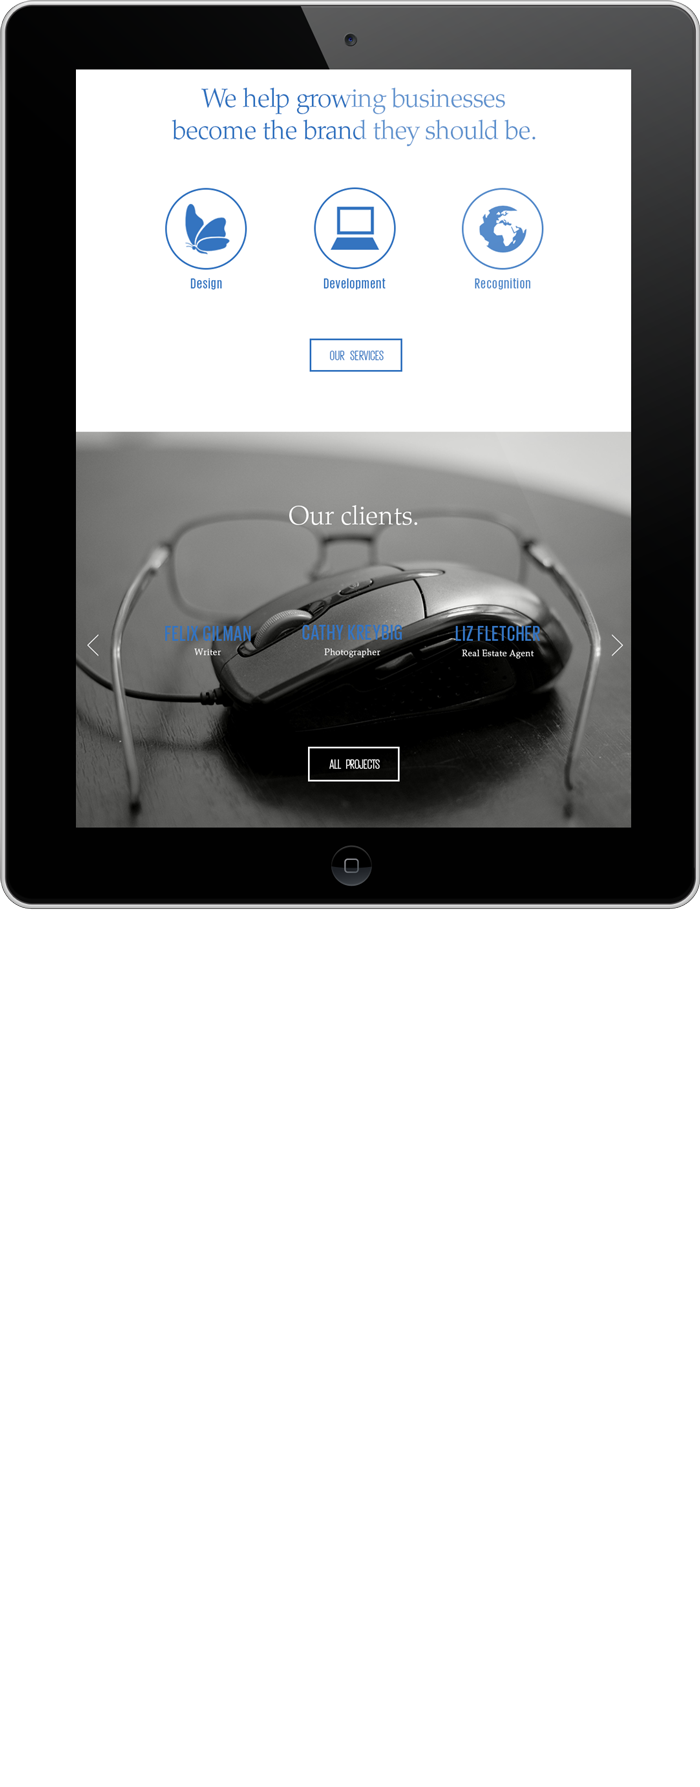 We help growing businesses
become the brand they should be.
Design Development Recognition
OUR SERVICES
Our clients.
FELIX GILMAN CATHY KREYBIG LIZ FLETCHER
Writer Photographer Real Estate Agent
ALL PROJECTS